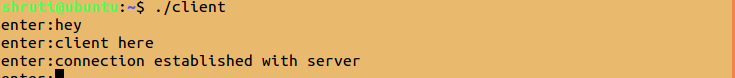 shruti@ubuntu:~$ ./client
enter:hey
enter:client here
enter:connection established with server
enter: